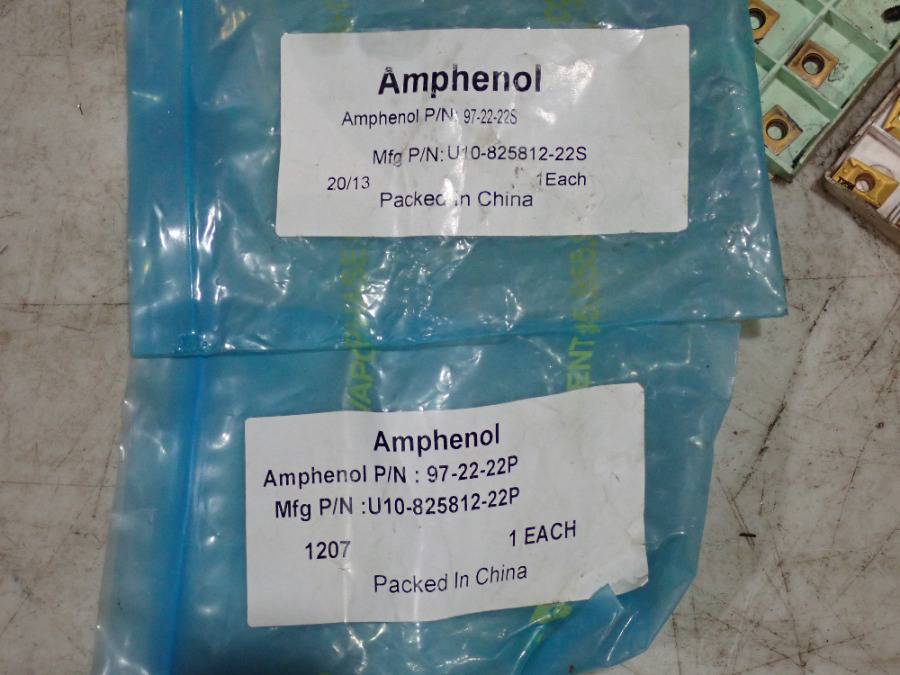 Amphenol
Amphenol P/N: 97-22-22S
Mfg P/N: U10-825812-22S
20/13 1Each
Packed In China
ENT
Amphenol
Amphenol P/N : 97-22-22P
Mfg P/N :U10-825812-22P
1207 1 EACH
Packed In China